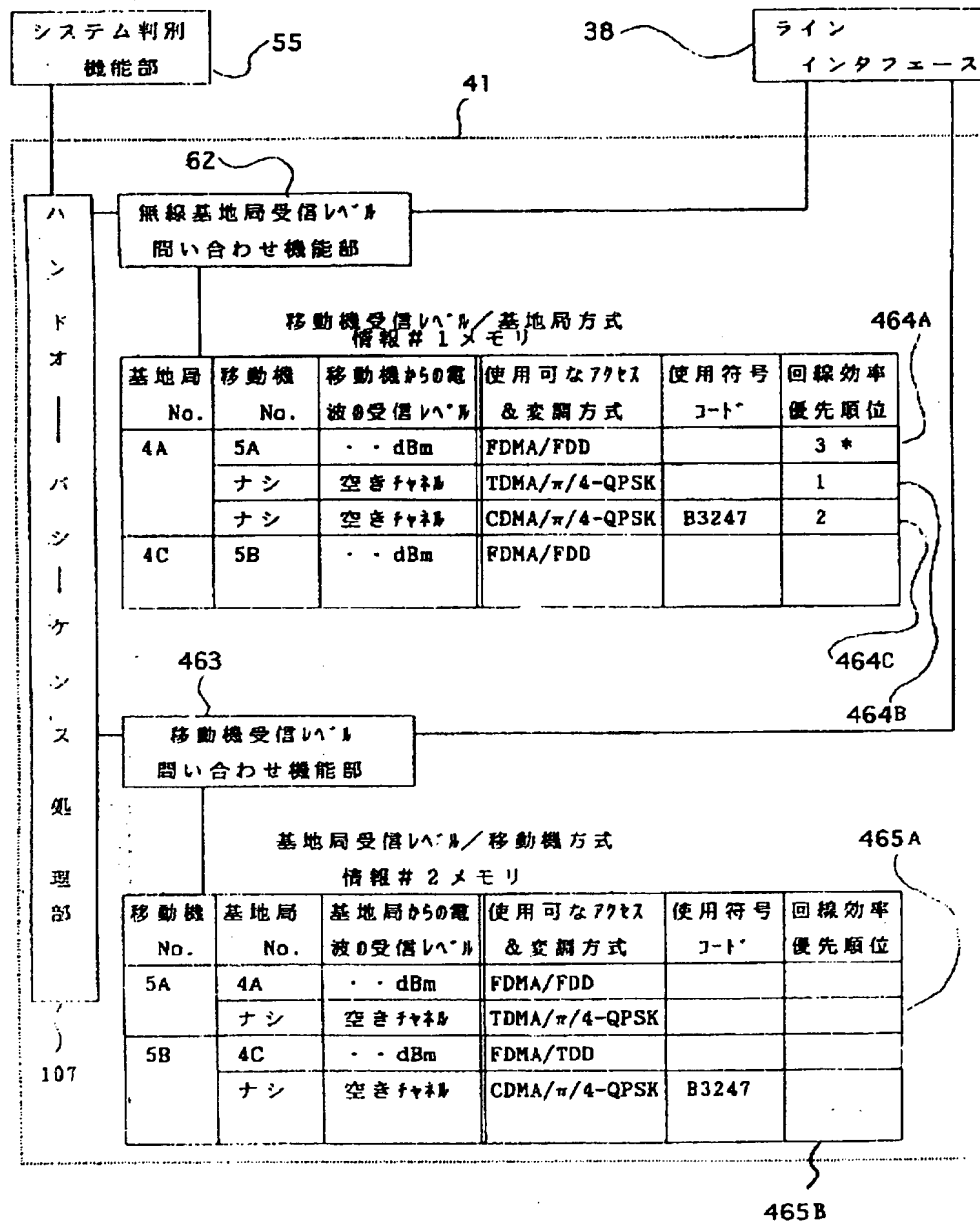 システム判別
機能部
55
38
ライン
インタフェース
41
62
ハンドオーバシーケンス処理部
無線基地局受信レベル
問い合わせ機能部
移動機受信レベル/基地局方式
情報#1メモリ
464A
基地局 移動機 移動機からの電 使用可なアクセス 使用符号 回線効率
No. No. 波の受信レベル &変調方式 コード 優先順位
4A 5A ・・dBm FDMA/FDD 3 *
ナシ 空きチャネル TDMA/π/4-QPSK 1
ナシ 空きチャネル CDMA/π/4-QPSK B3247 2
4C 5B ・・dBm FDMA/FDD
464C
464B
463
移動機受信レベル
問い合わせ機能部
基地局受信レベル/移動機方式
情報#2メモリ
465A
移動機 基地局 基地局からの電 使用可なアクセス 使用符号 回線効率
No. No. 波の受信レベル &変調方式 コード 優先順位
5A 4A ・・dBm FDMA/FDD
ナシ 空きチャネル TDMA/π/4-QPSK
5B 4C ・・dBm FDMA/TDD
ナシ 空きチャネル CDMA/π/4-QPSK B3247
107
465B